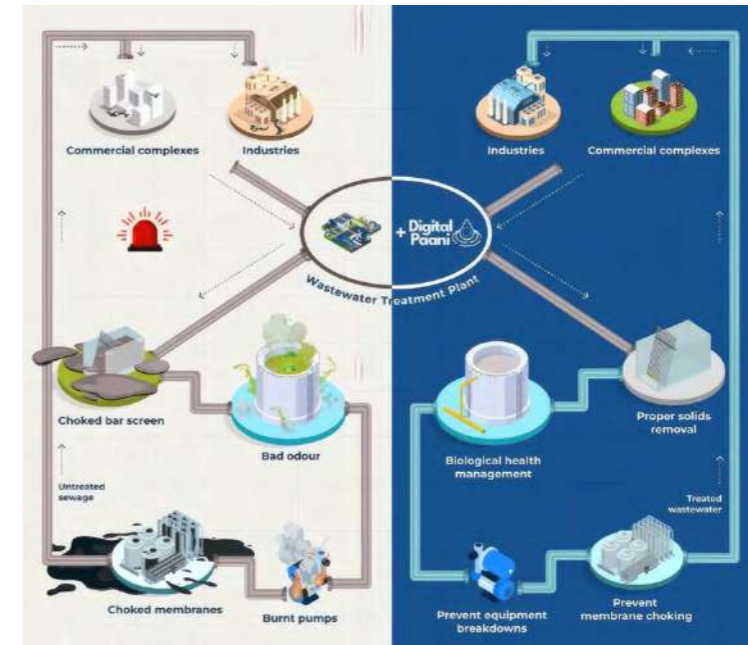 Commercial complexes
Industries
Industries
Commercial complexes
+ Digital
Paani
Wastewater Treatment Plant
Choked bar screen
Bad odour
Biological health
management
Proper solids
removal
Untreated
sewage
Treated
wastewater
Choked membranes
Burnt pumps
Prevent equipment
breakdowns
Prevent
membrane choking